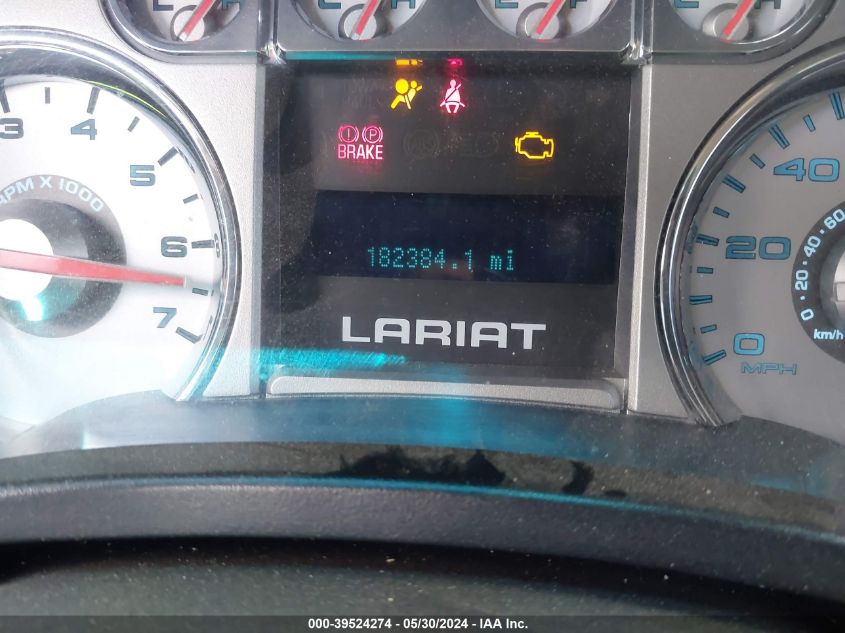 L H
L H
E F
L H
3 4 5 6 7
RPM X 1000
BRAKE
182384.1 mi
LARIAT
40
20
0
MPH
0 20 40 60
km/h
000-39524274 - 05/30/2024 - IAA Inc.